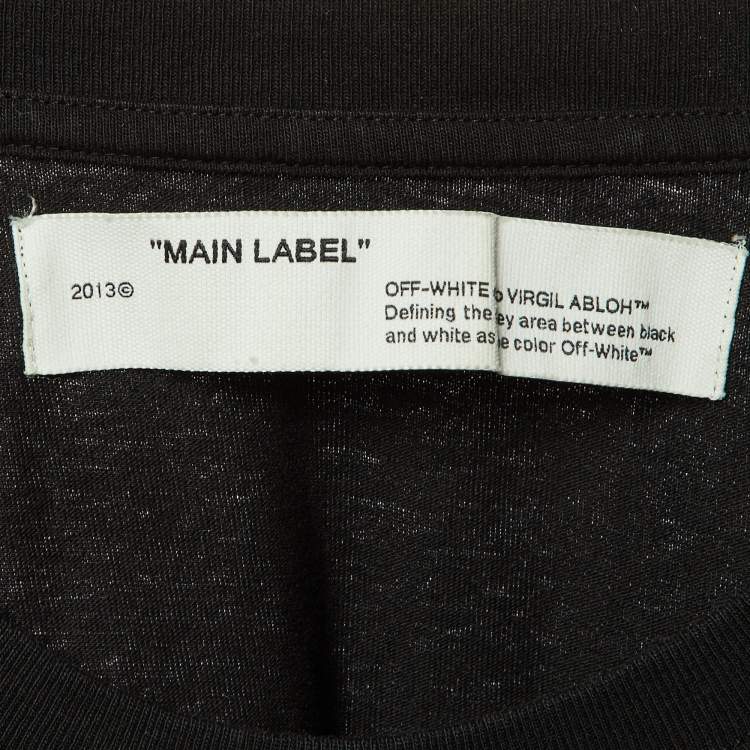 "MAIN LABEL"
2013©
OFF-WHITE VIRGIL ABLOH™
Defining the area between black
and white as color Off-White™